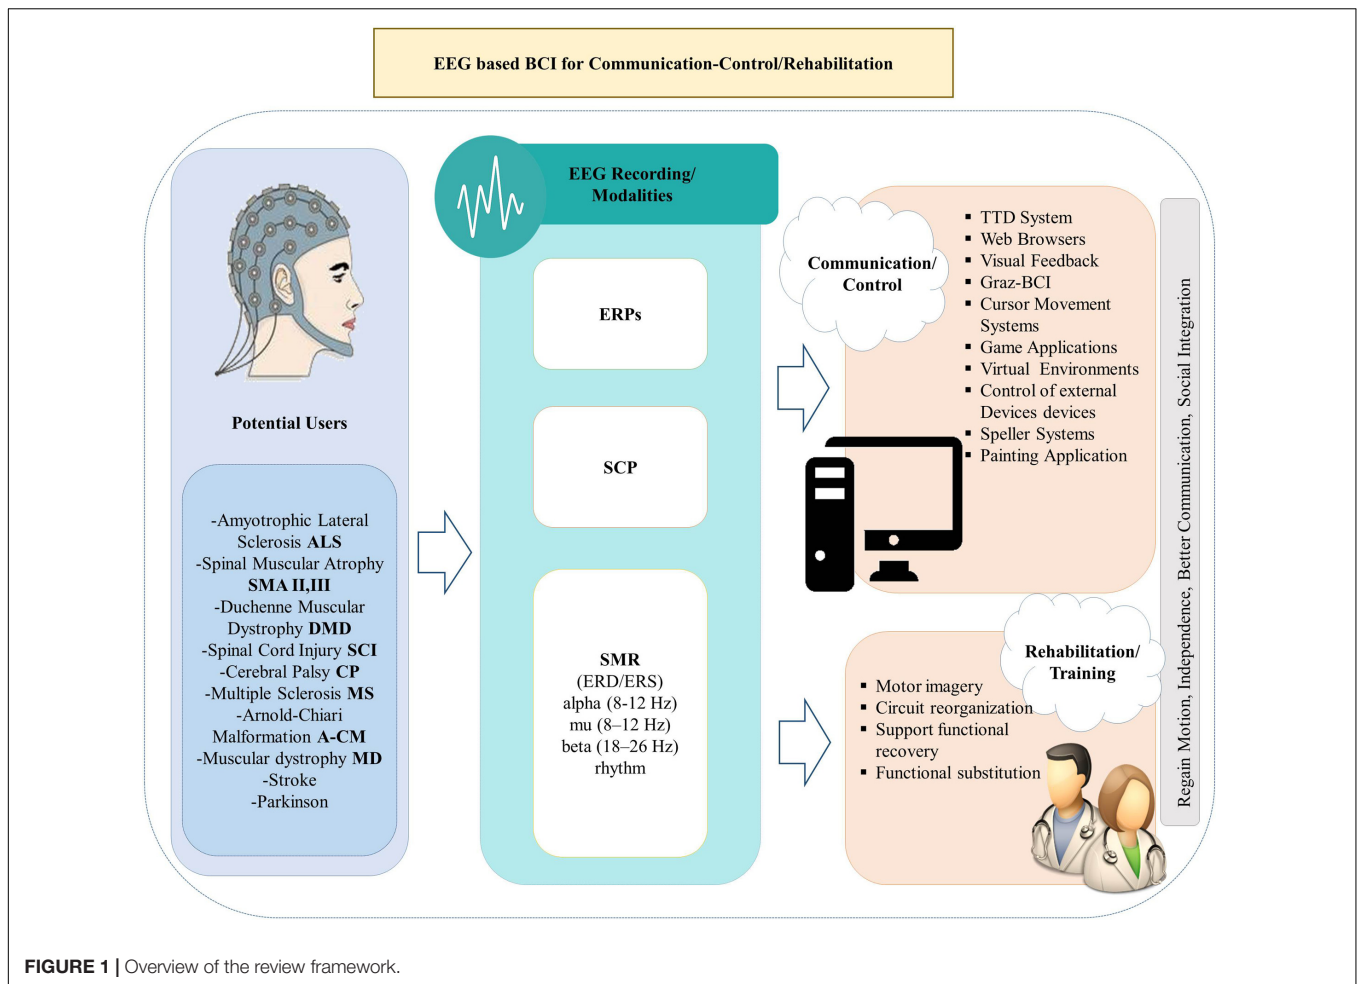 EEG based BCI for Communication-Control/Rehabilitation
Potential Users
-Amyotrophic Lateral
Sclerosis ALS
-Spinal Muscular Atrophy
SMA II,III
-Duchenne Muscular
Dystrophy DMD
-Spinal Cord Injury SCI
-Cerebral Palsy CP
-Multiple Sclerosis MS
-Arnold-Chiari
Malformation A-CM
-Muscular dystrophy MD
-Stroke
-Parkinson
EEG Recording/
Modalities
ERPs
SCP
SMR
(ERD/ERS)
alpha (8-12 Hz)
mu (8–12 Hz)
beta (18–26 Hz)
rhythm
Communication/
Control
▪ TTD System
▪ Web Browsers
▪ Visual Feedback
▪ Graz-BCI
▪ Cursor Movement
Systems
▪ Game Applications
▪ Virtual Environments
▪ Control of external
Devices devices
▪ Speller Systems
▪ Painting Application
Rehabilitation/
Training
▪ Motor imagery
▪ Circuit reorganization
▪ Support functional
recovery
▪ Functional substitution
Regain Motion, Independence, Better Communication, Social Integration
FIGURE 1 | Overview of the review framework.